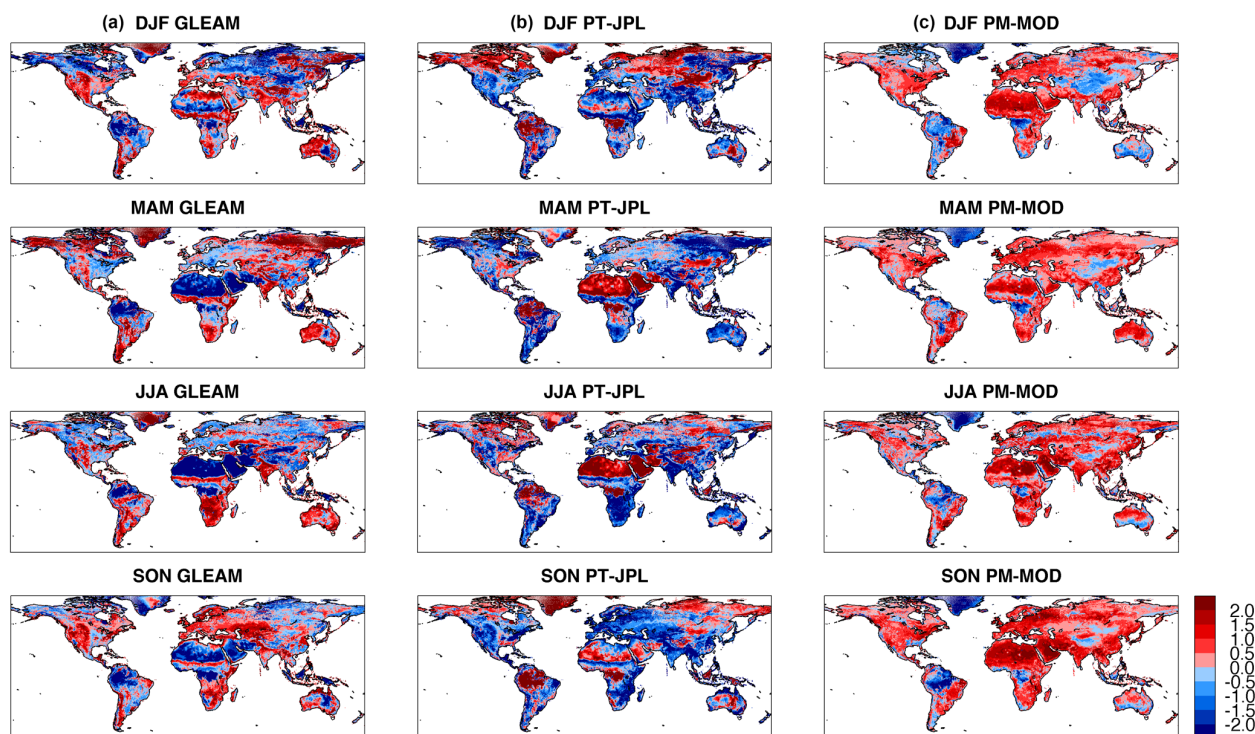 (a) DJF GLEAM
(b) DJF PT-JPL
(c) DJF PM-MOD
MAM GLEAM
MAM PT-JPL
MAM PM-MOD
JJA GLEAM
JJA PT-JPL
JJA PM-MOD
SON GLEAM
SON PT-JPL
SON PM-MOD
2.0
1.5
1.0
0.5
0.0
-0.5
-1.0
-1.5
-2.0